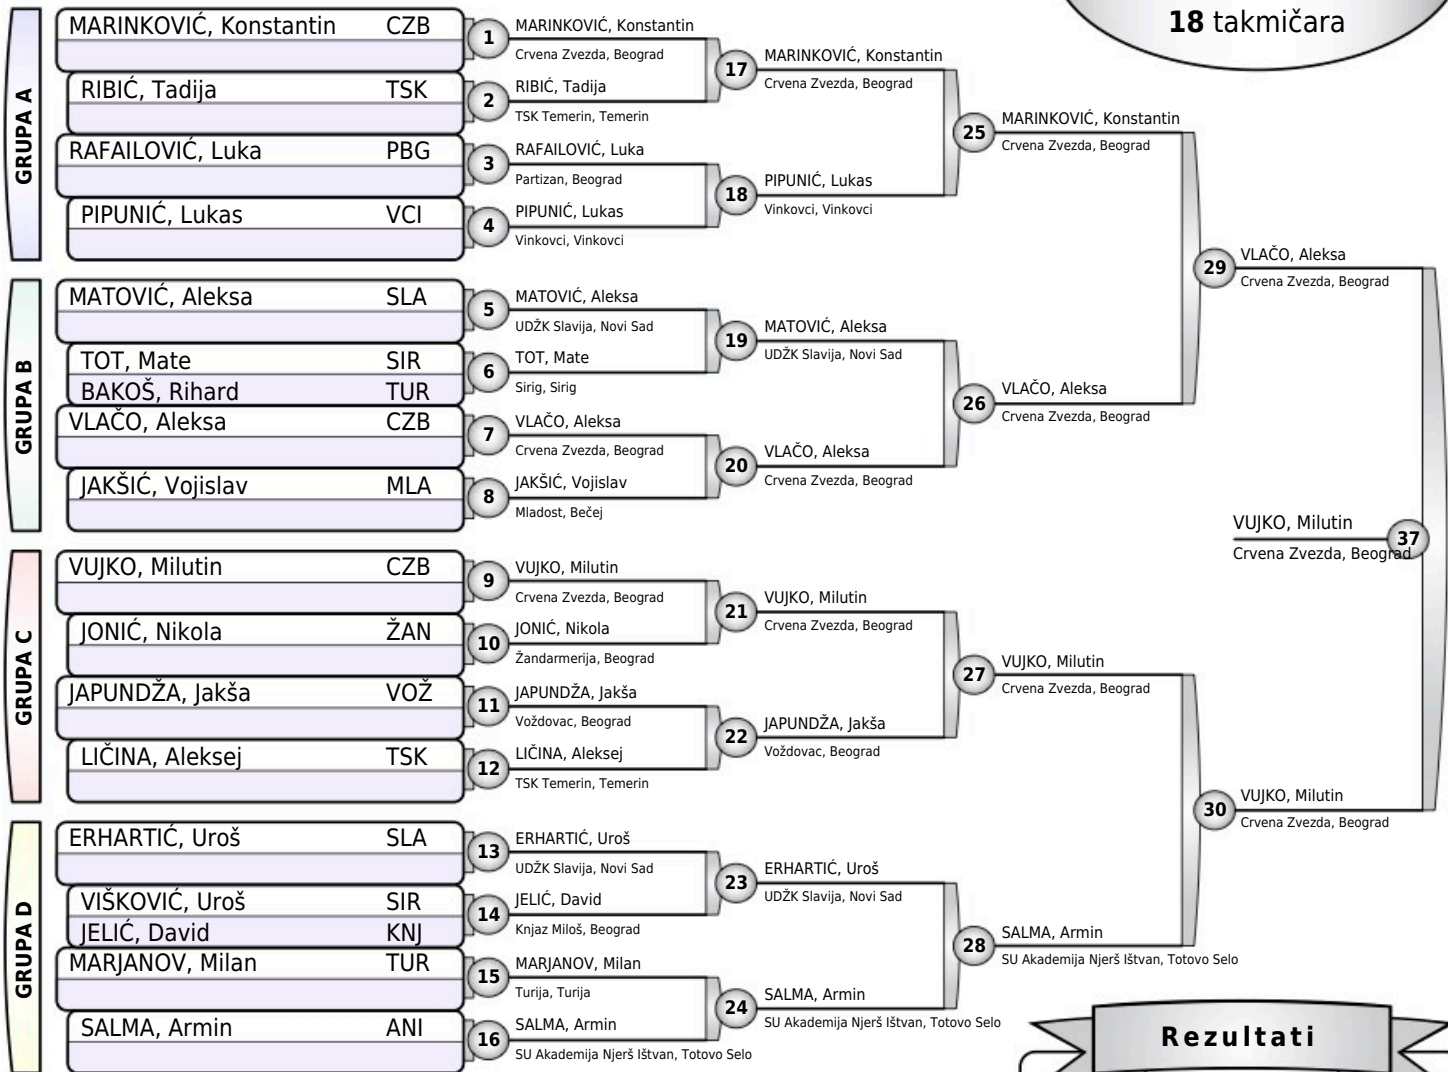 18 takmičara
GRUPA A
MARINKOVIĆ, Konstantin CZB
RIBIĆ, Tadija TSK
RAFAILOVIĆ, Luka PBG
PIPUNIĆ, Lukas VCI
GRUPA B
MATOVIĆ, Aleksa SLA
TOT, Mate SIR
BAKOŠ, Rihard TUR
VLAČO, Aleksa CZB
JAKŠIĆ, Vojislav MLA
GRUPA C
VUJKO, Milutin CZB
JONIĆ, Nikola ŽAN
JAPUNDŽA, Jakša VOŽ
LIČINA, Aleksej TSK
GRUPA D
ERHARTIĆ, Uroš SLA
VIŠKOVIĆ, Uroš SIR
JELIĆ, David KNJ
MARJANOV, Milan TUR
SALMA, Armin ANI
1 MARINKOVIĆ, Konstantin
Crvena Zvezda, Beograd
2 RIBIĆ, Tadija
TSK Temerin, Temerin
3 RAFAILOVIĆ, Luka
Partizan, Beograd
4 PIPUNIĆ, Lukas
Vinkovci, Vinkovci
5 MATOVIĆ, Aleksa
UDŽK Slavija, Novi Sad
6 TOT, Mate
Sirig, Sirig
7 VLAČO, Aleksa
Crvena Zvezda, Beograd
8 JAKŠIĆ, Vojislav
Mladost, Bečej
9 VUJKO, Milutin
Crvena Zvezda, Beograd
10 JONIĆ, Nikola
Žandarmerija, Beograd
11 JAPUNDŽA, Jakša
Voždovac, Beograd
12 LIČINA, Aleksej
TSK Temerin, Temerin
13 ERHARTIĆ, Uroš
UDŽK Slavija, Novi Sad
14 JELIĆ, David
Knjaz Miloš, Beograd
15 MARJANOV, Milan
Turija, Turija
16 SALMA, Armin
SU Akademija Njerš Ištvan, Totovo Selo
17 MARINKOVIĆ, Konstantin
Crvena Zvezda, Beograd
18 PIPUNIĆ, Lukas
Vinkovci, Vinkovci
19 MATOVIĆ, Aleksa
UDŽK Slavija, Novi Sad
20 VLAČO, Aleksa
Crvena Zvezda, Beograd
21 VUJKO, Milutin
Crvena Zvezda, Beograd
22 JAPUNDŽA, Jakša
Voždovac, Beograd
23 ERHARTIĆ, Uroš
UDŽK Slavija, Novi Sad
24 SALMA, Armin
SU Akademija Njerš Ištvan, Totovo Selo
25 MARINKOVIĆ, Konstantin
Crvena Zvezda, Beograd
26 VLAČO, Aleksa
Crvena Zvezda, Beograd
27 VUJKO, Milutin
Crvena Zvezda, Beograd
28 SALMA, Armin
SU Akademija Njerš Ištvan, Totovo Selo
29 VLAČO, Aleksa
Crvena Zvezda, Beograd
30 VUJKO, Milutin
Crvena Zvezda, Beograd
VUJKO, Milutin 37
Crvena Zvezda, Beograd
Rezultati